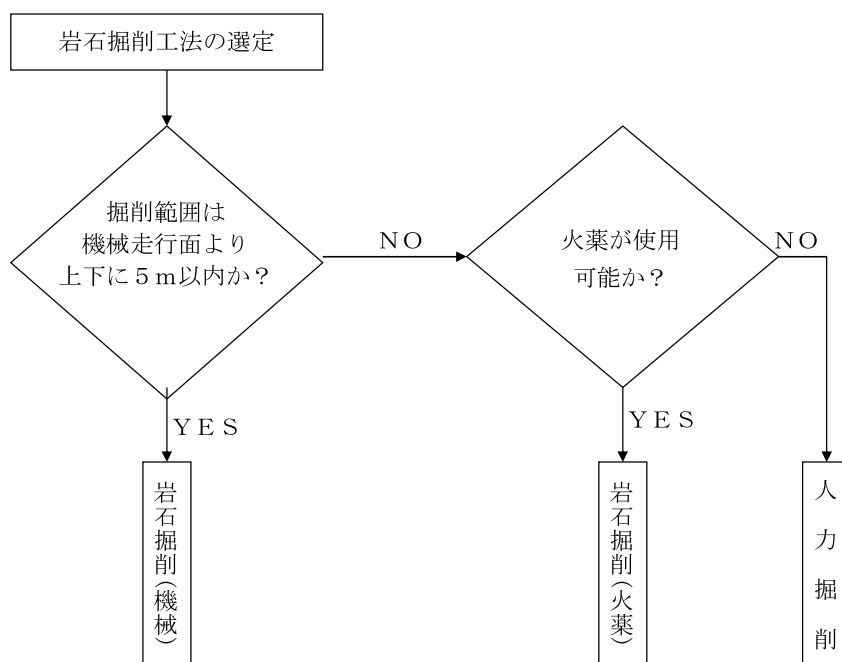 岩石掘削工法の選定
掘削範囲は
機械走行面より
上下に５ｍ以内か？
ＮＯ
火薬が使用
可能か？
ＮＯ
ＹＥＳ
ＹＥＳ
岩石掘削(機械)
岩石掘削(火薬)
人力掘削